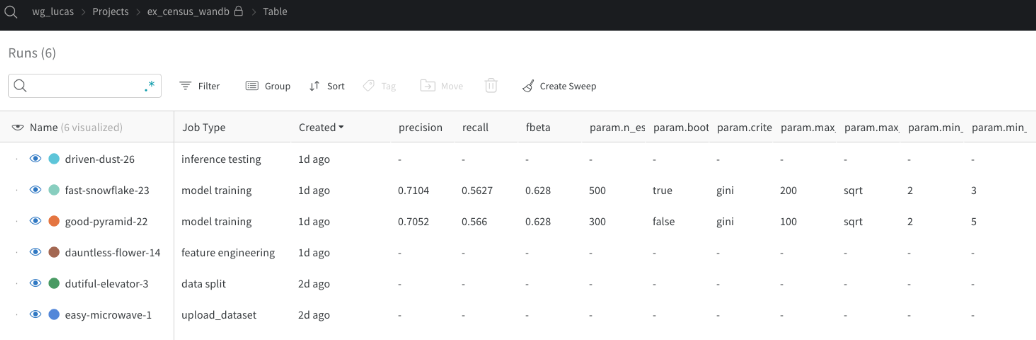 wg_lucas > Projects > ex_census_wandb > Table
Runs (6)
.* Filter Group Sort Tag Move Create Sweep
Name (6 visualized) Job Type Created precision recall fbeta param.n_es param.boot param.crite param.max_ param.max_ param.min_ param.min_
driven-dust-26 inference testing 1d ago - - - - - - - - - -
fast-snowflake-23 model training 1d ago 0.7104 0.5627 0.628 500 true gini 200 sqrt 2 3
good-pyramid-22 model training 1d ago 0.7052 0.566 0.628 300 false gini 100 sqrt 2 5
dauntless-flower-14 feature engineering 1d ago - - - - - - - - - -
dutiful-elevator-3 data split 2d ago - - - - - - - - - -
easy-microwave-1 upload_dataset 2d ago - - - - - - - - - -